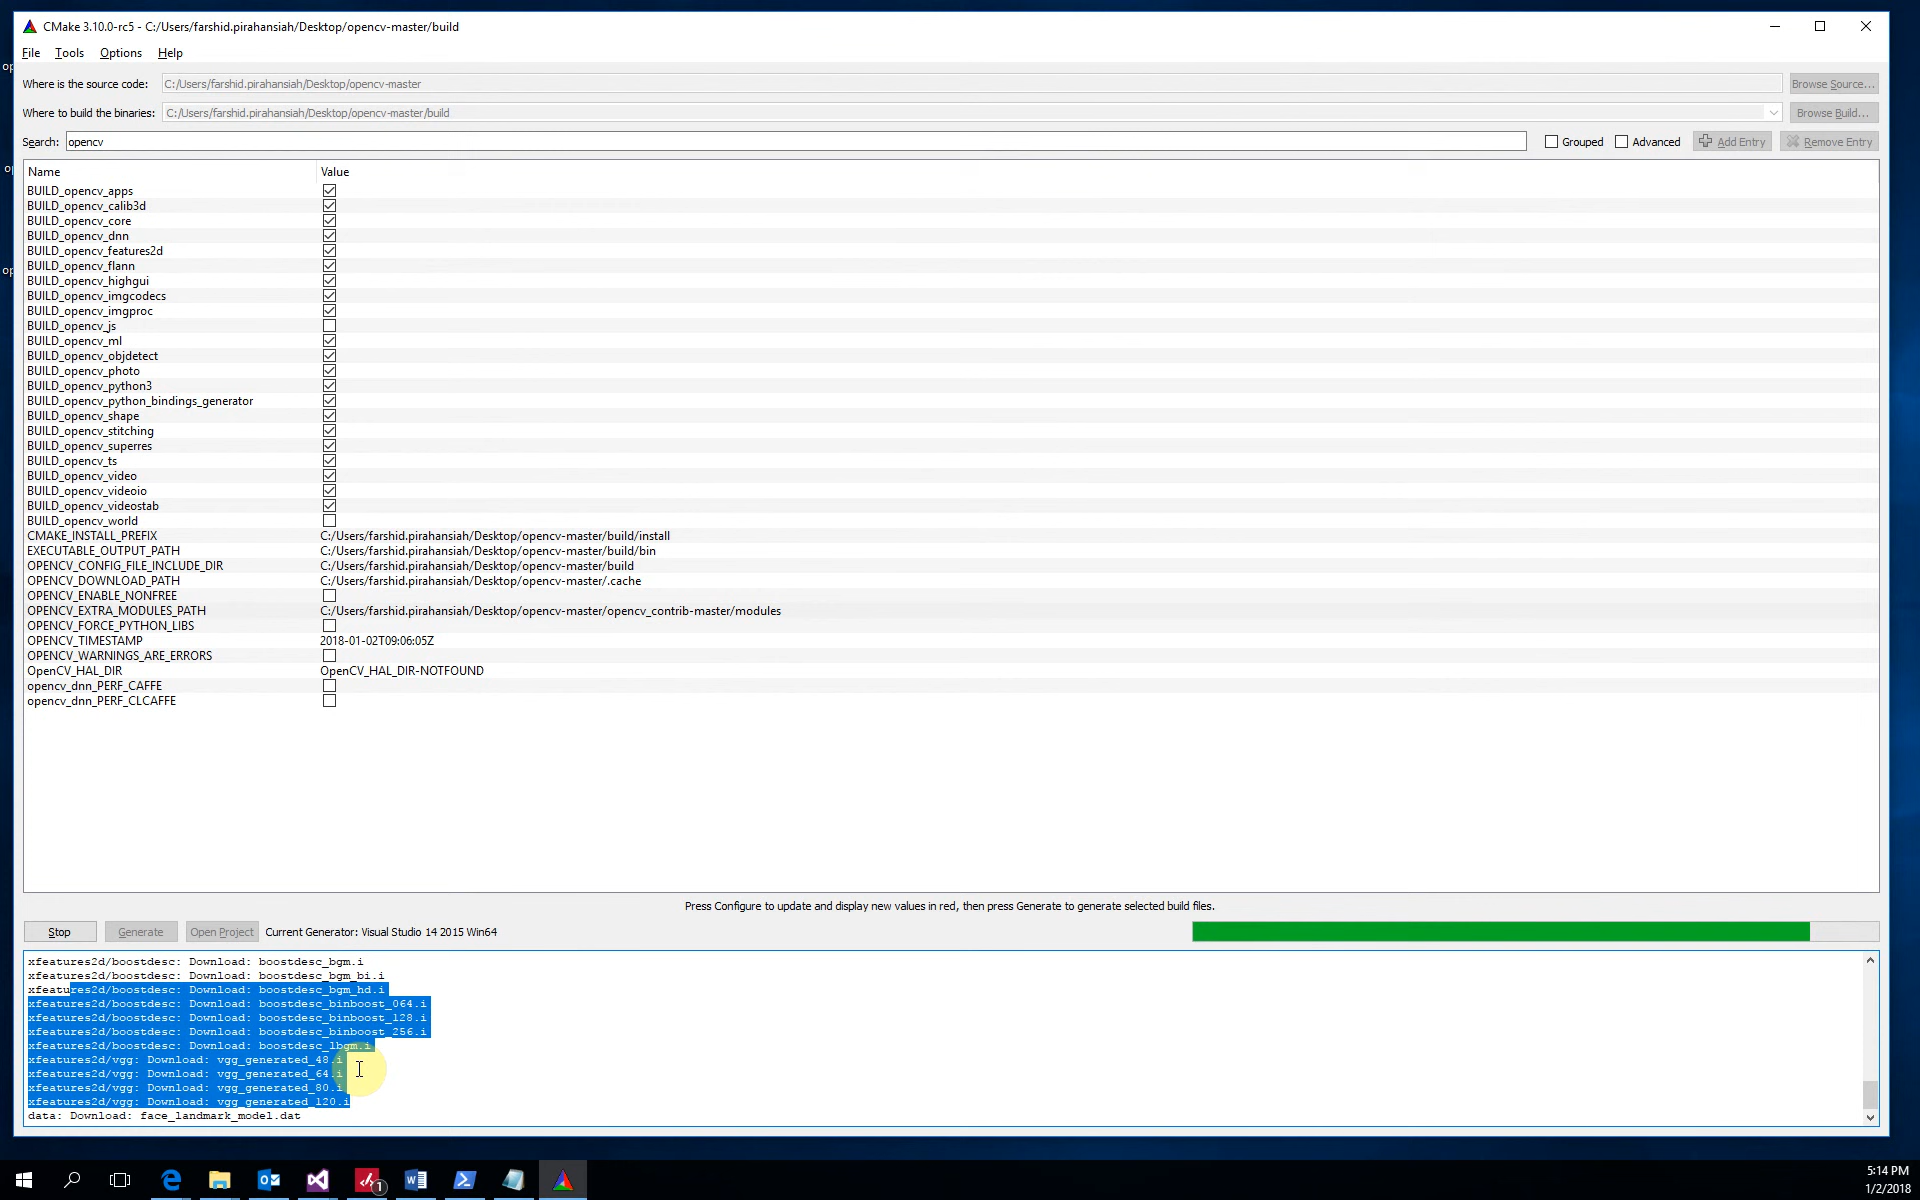 CMake 3.10.0-rc5 - C:/Users/farshid.pirahansiah/Desktop/opencv-master/build
File Tools Options Help
Where is the source code: C:/Users/farshid.pirahansiah/Desktop/opencv-master Browse Source...
Where to build the binaries: C:/Users/farshid.pirahansiah/Desktop/opencv-master/build Browse Build...
Search: opencv Grouped Advanced Add Entry Remove Entry
Name Value
BUILD_opencv_apps
BUILD_opencv_calib3d
BUILD_opencv_core
BUILD_opencv_dnn
BUILD_opencv_features2d
BUILD_opencv_flann
BUILD_opencv_highgui
BUILD_opencv_imgcodecs
BUILD_opencv_imgproc
BUILD_opencv_js
BUILD_opencv_ml
BUILD_opencv_objdetect
BUILD_opencv_photo
BUILD_opencv_python3
BUILD_opencv_python_bindings_generator
BUILD_opencv_shape
BUILD_opencv_stitching
BUILD_opencv_superres
BUILD_opencv_ts
BUILD_opencv_video
BUILD_opencv_videoio
BUILD_opencv_videostab
BUILD_opencv_world
CMAKE_INSTALL_PREFIX C:/Users/farshid.pirahansiah/Desktop/opencv-master/build/install
EXECUTABLE_OUTPUT_PATH C:/Users/farshid.pirahansiah/Desktop/opencv-master/build/bin
OPENCV_CONFIG_FILE_INCLUDE_DIR C:/Users/farshid.pirahansiah/Desktop/opencv-master/build
OPENCV_DOWNLOAD_PATH C:/Users/farshid.pirahansiah/Desktop/opencv-master/.cache
OPENCV_ENABLE_NONFREE
OPENCV_EXTRA_MODULES_PATH C:/Users/farshid.pirahansiah/Desktop/opencv-master/opencv_contrib-master/modules
OPENCV_FORCE_PYTHON_LIBS
OPENCV_TIMESTAMP 2018-01-02T09:06:05Z
OPENCV_WARNINGS_ARE_ERRORS
OpenCV_HAL_DIR OpenCV_HAL_DIR-NOTFOUND
opencv_dnn_PERF_CAFFE
opencv_dnn_PERF_CLCAFFE
Press Configure to update and display new values in red, then press Generate to generate selected build files.
Stop Generate Open Project Current Generator: Visual Studio 14 2015 Win64
xfeatures2d/boostdesc: Download: boostdesc_bgm.i
xfeatures2d/boostdesc: Download: boostdesc_bgm_bi.i
xfeatures2d/boostdesc: Download: boostdesc_bgm_hd.i
xfeatures2d/boostdesc: Download: boostdesc_binboost_064.i
xfeatures2d/boostdesc: Download: boostdesc_binboost_128.i
xfeatures2d/boostdesc: Download: boostdesc_binboost_256.i
xfeatures2d/boostdesc: Download: boostdesc_lbgm.i
xfeatures2d/vgg: Download: vgg_generated_48.i
xfeatures2d/vgg: Download: vgg_generated_64.i
xfeatures2d/vgg: Download: vgg_generated_80.i
xfeatures2d/vgg: Download: vgg_generated_120.i
data: Download: face_landmark_model.dat
5:14 PM
1/2/2018